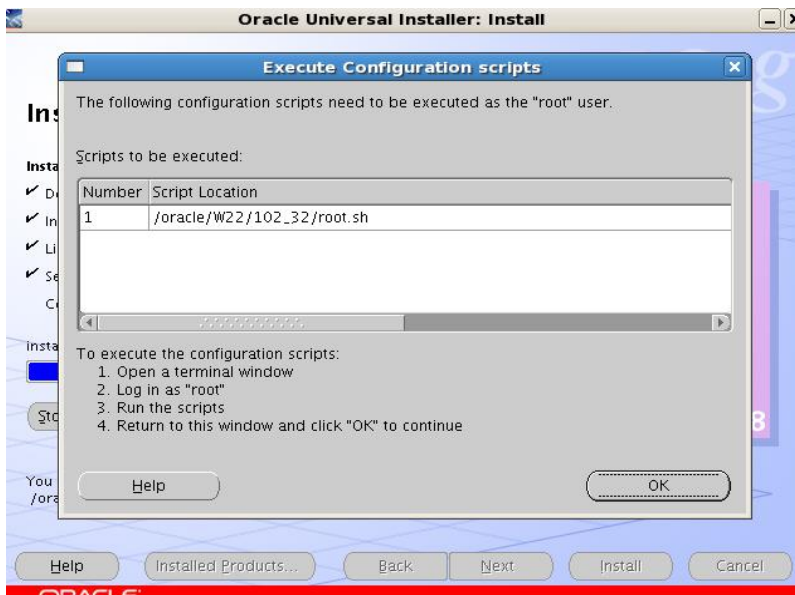 Oracle Universal Installer: Install
Execute Configuration scripts
The following configuration scripts need to be executed as the "root" user.
Scripts to be executed:
Number Script Location
1 /oracle/W22/102_32/root.sh
To execute the configuration scripts:
1. Open a terminal window
2. Log in as "root"
3. Run the scripts
4. Return to this window and click "OK" to continue
Help OK
You
Help Installed Products... Back Next Install Cancel
ORACLE